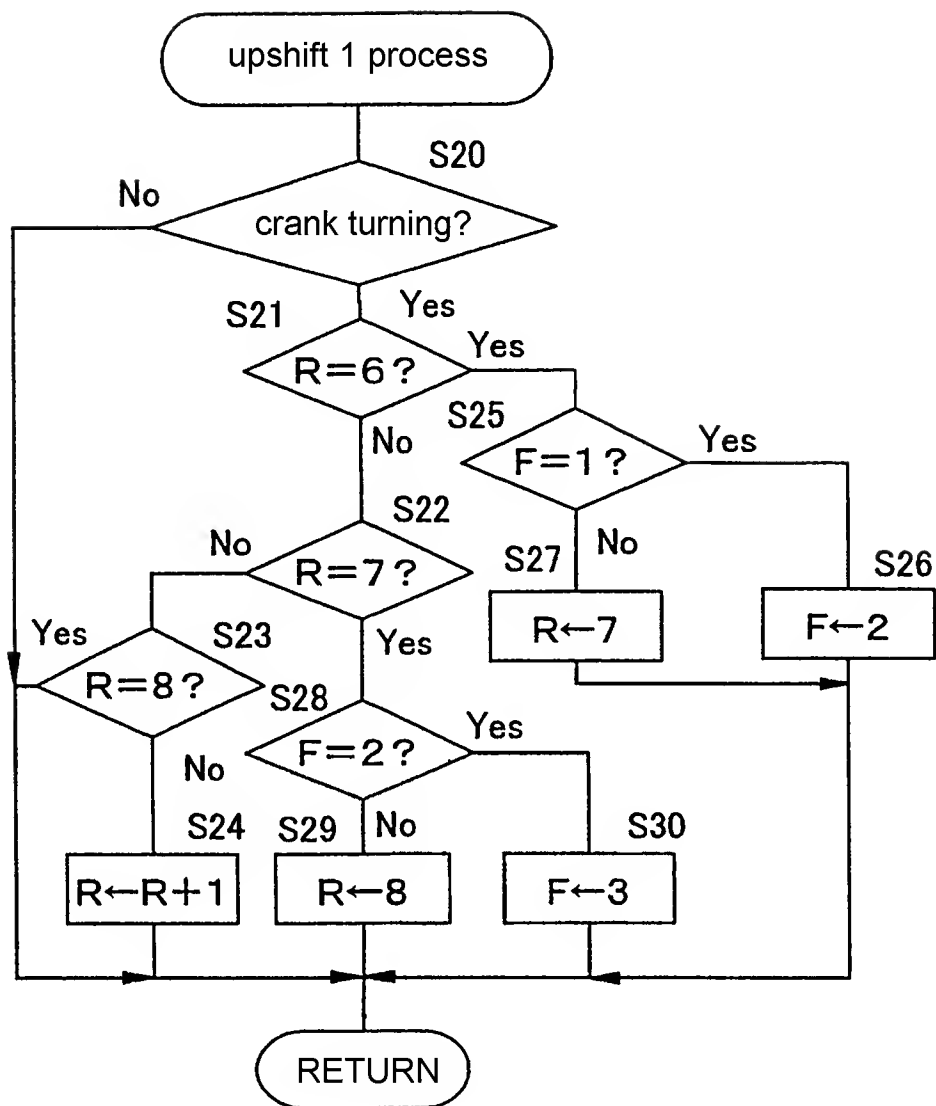 upshift 1 process
S20
No
crank turning?
Yes
S21
Yes
R=6?
S25
No
Yes
F=1?
S22
No
No
S27
S26
R=7?
R←7
F←2
Yes
S23
Yes
R=8?
S28
Yes
F=2?
No
S24
S29
No
S30
R←R+1
R←8
F←3
RETURN